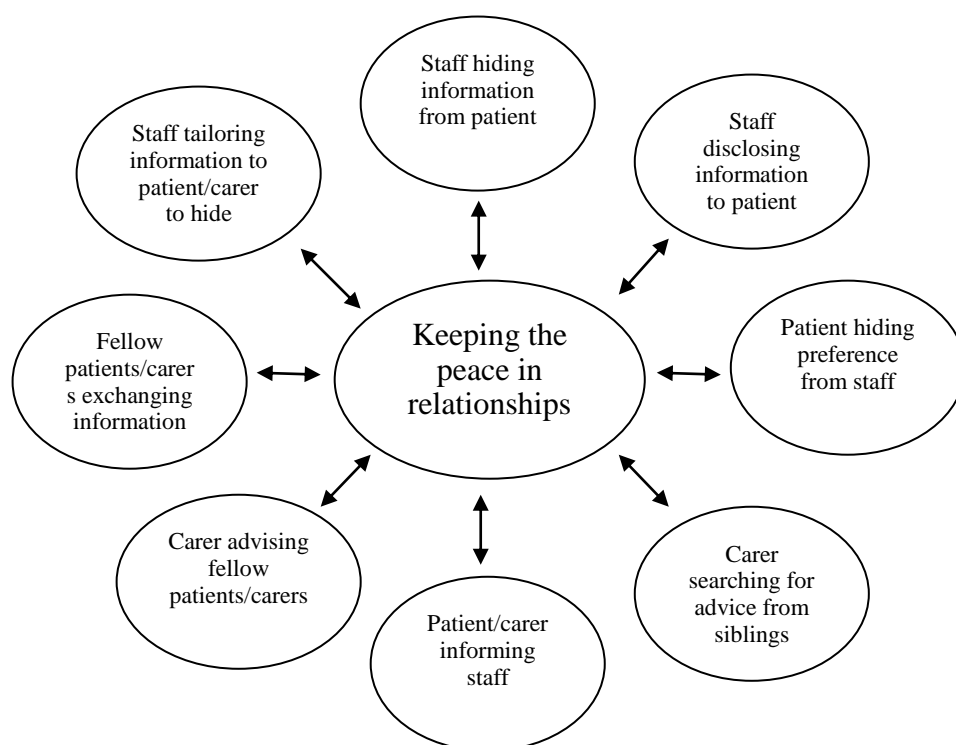 Staff hiding
information
from patient
Staff tailoring
information to
patient/carer
to hide
Staff
disclosing
information
to patient
Fellow
patients/carer
s exchanging
information
Keeping the
peace in
relationships
Patient hiding
preference
from staff
Carer advising
fellow
patients/carers
Patient/carer
informing
staff
Carer
searching for
advice from
siblings